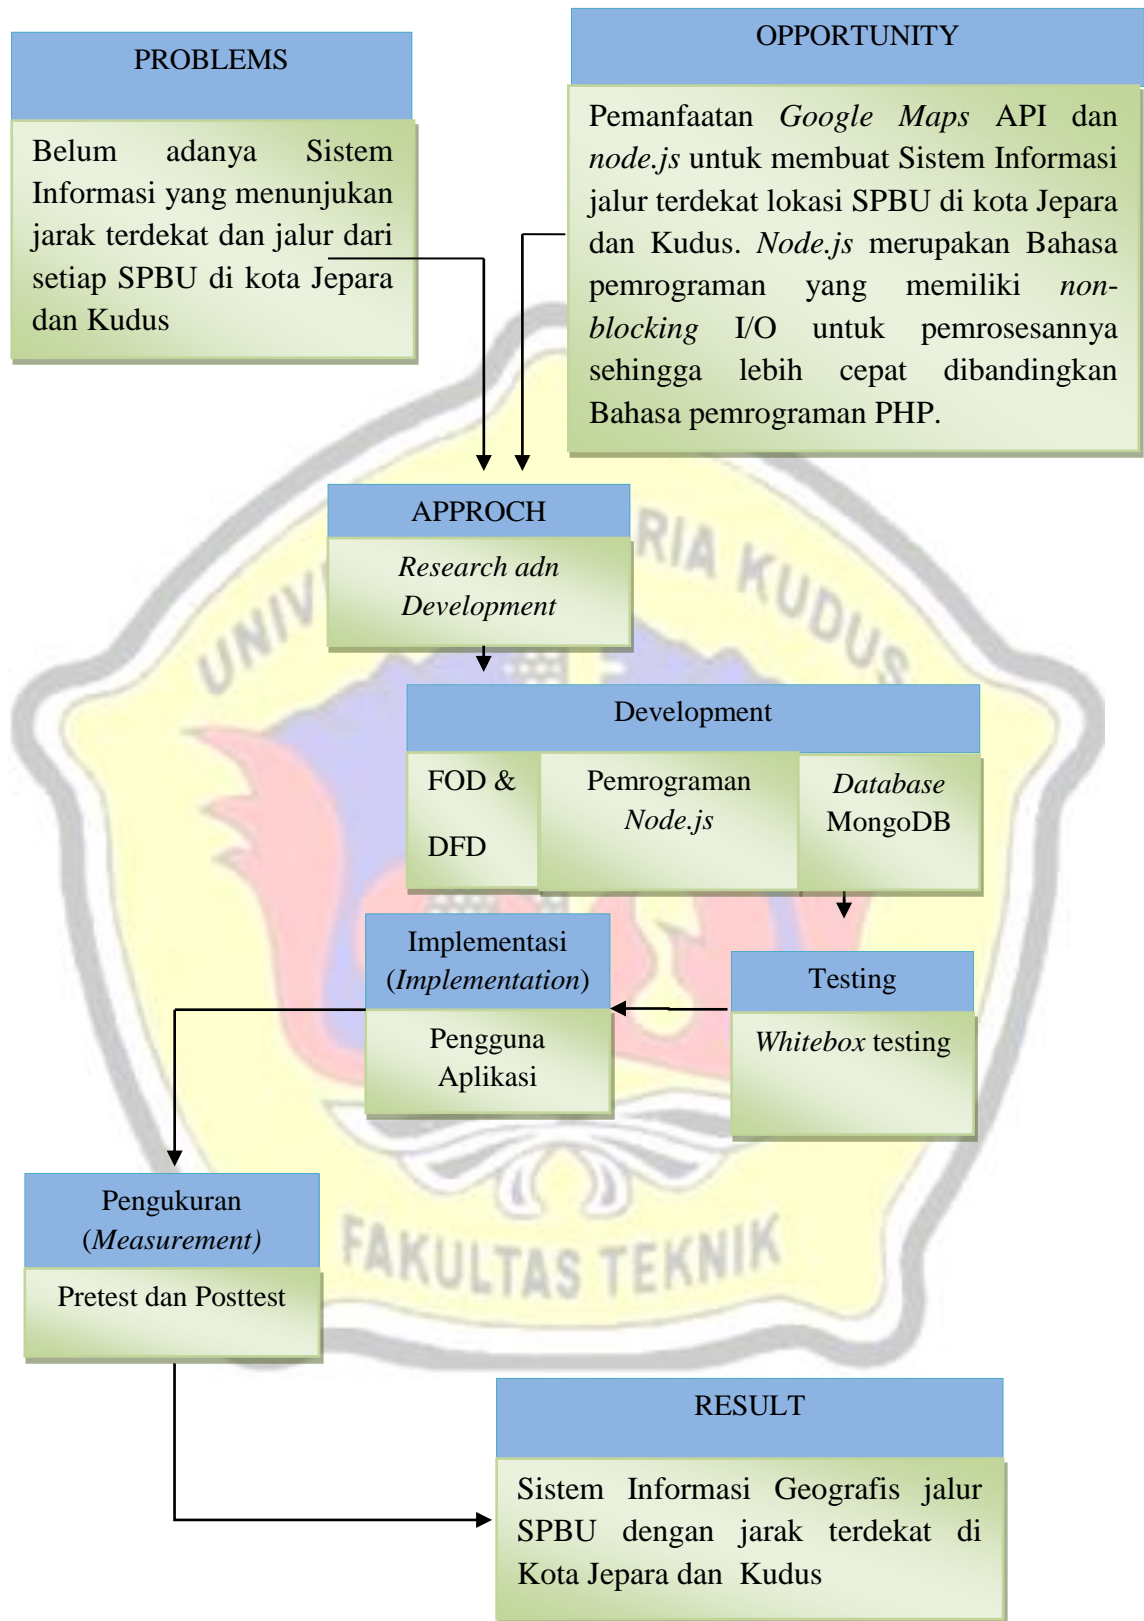 PROBLEMS
Belum adanya Sistem
Informasi yang menunjukan
jarak terdekat dan jalur dari
setiap SPBU di kota Jepara
dan Kudus
OPPORTUNITY
Pemanfaatan Google Maps API dan
node.js untuk membuat Sistem Informasi
jalur terdekat lokasi SPBU di kota Jepara
dan Kudus. Node.js merupakan Bahasa
pemrograman yang memiliki non-
blocking I/O untuk pemrosesannya
sehingga lebih cepat dibandingkan
Bahasa pemrograman PHP.
APPROCH
Research adn
Development
Development
FOD &
DFD
Pemrograman
Node.js
Database
MongoDB
Testing
Whitebox testing
Implementasi
(Implementation)
Pengguna
Aplikasi
Pengukuran
(Measurement)
Pretest dan Posttest
RESULT
Sistem Informasi Geografis jalur
SPBU dengan jarak terdekat di
Kota Jepara dan Kudus
KUDUS
FAKULTAS TEKNIK